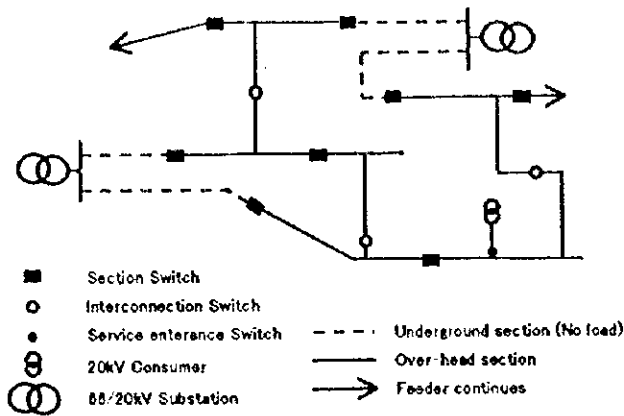 Section Switch
Interconnection Switch
Service enterance Switch
20kV Consumer
66/20kV Substation
Underground section (No load)
Over-head section
Feeder continues